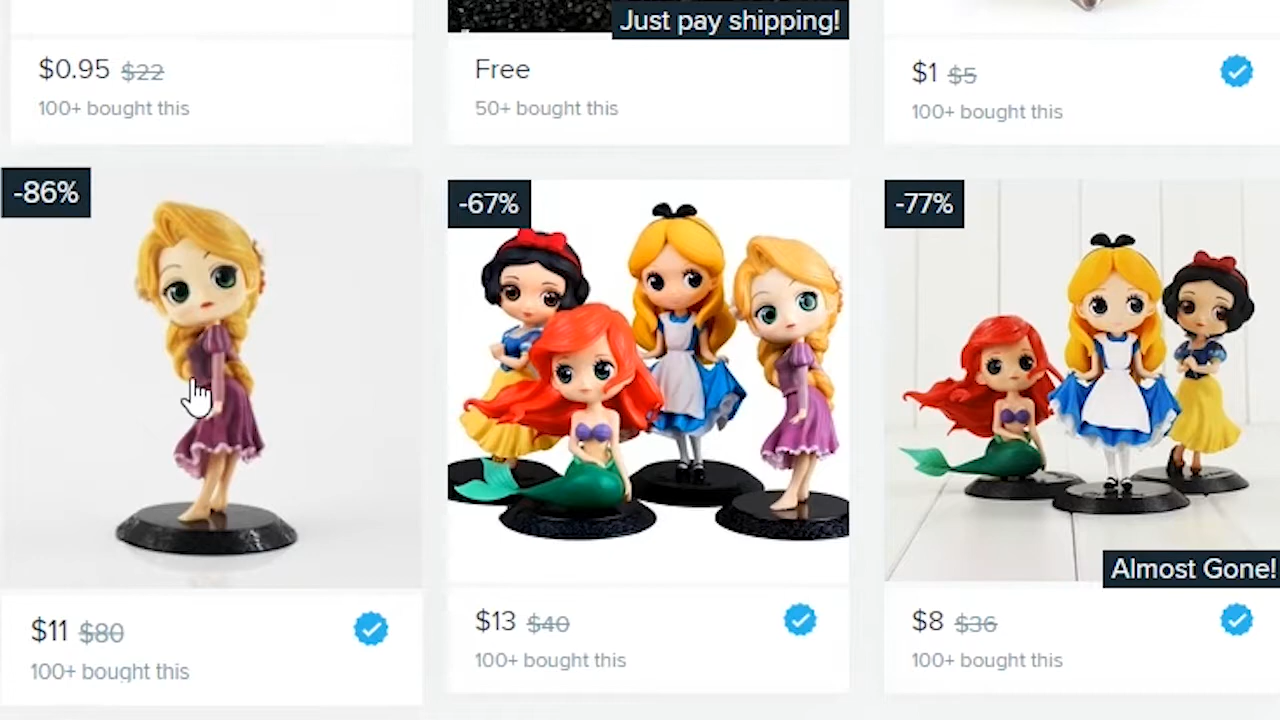 Just pay shipping!
$0.95 $22
100+ bought this
Free
50+ bought this
$1 $5
100+ bought this
-86%
-67%
-77%
Almost Gone!
$11 $80
100+ bought this
$13 $40
100+ bought this
$8 $36
100+ bought this